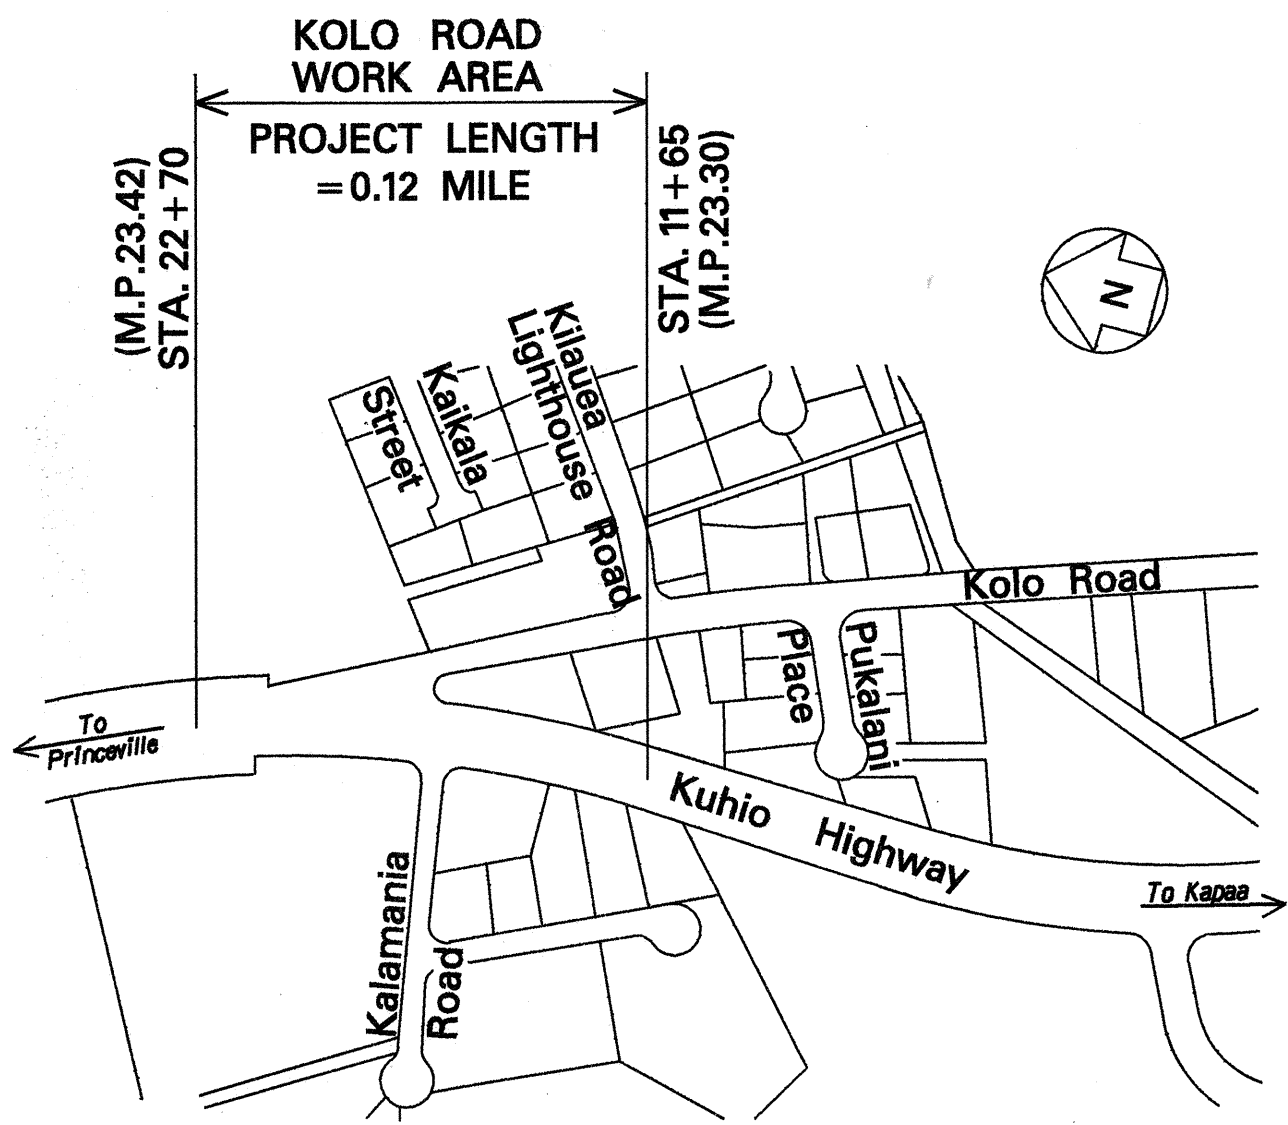 KOLO ROAD
WORK AREA
PROJECT LENGTH
=0.12 MILE
(M.P.23.42)
STA. 22+70
STA. 11+65
(M.P.23.30)
N
Kilauea
Lighthouse Road
Kaikala
Street
Kolo Road
Pukalani
Place
To
Princeville
Kuhio Highway
To Kapaa
Kalamania
Road